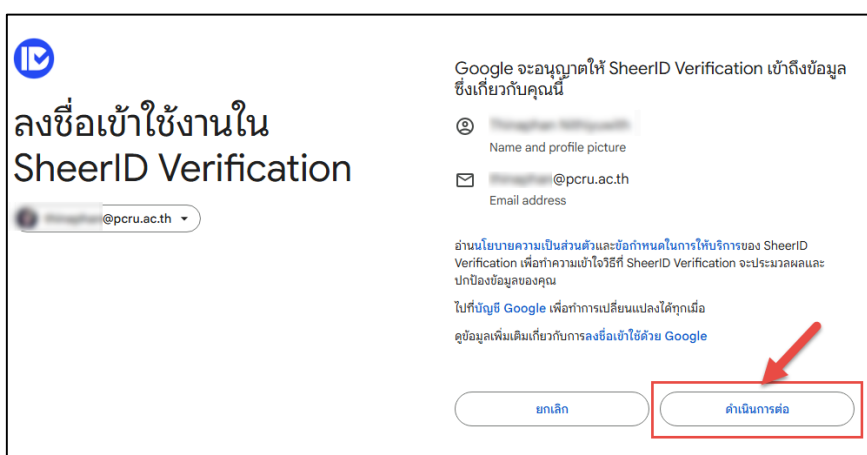 ลงชื่อเข้าใช้งานใน
SheerID Verification
@pcru.ac.th
Google จะอนุญาตให้ SheerID Verification เข้าถึงข้อมูล
ซึ่งเกี่ยวกับคุณนี้
Name and profile picture
@pcru.ac.th
Email address
อ่านนโยบายความเป็นส่วนตัวและข้อกำหนดในการให้บริการของ SheerID
Verification เพื่อทำความเข้าใจวิธีที่ SheerID Verification จะประมวลผลและ
ปกป้องข้อมูลของคุณ
ไปที่บัญชี Google เพื่อทำการเปลี่ยนแปลงได้ทุกเมื่อ
ดูข้อมูลเพิ่มเติมเกี่ยวกับการลงชื่อเข้าใช้ด้วย Google
ยกเลิก
ดำเนินการต่อ